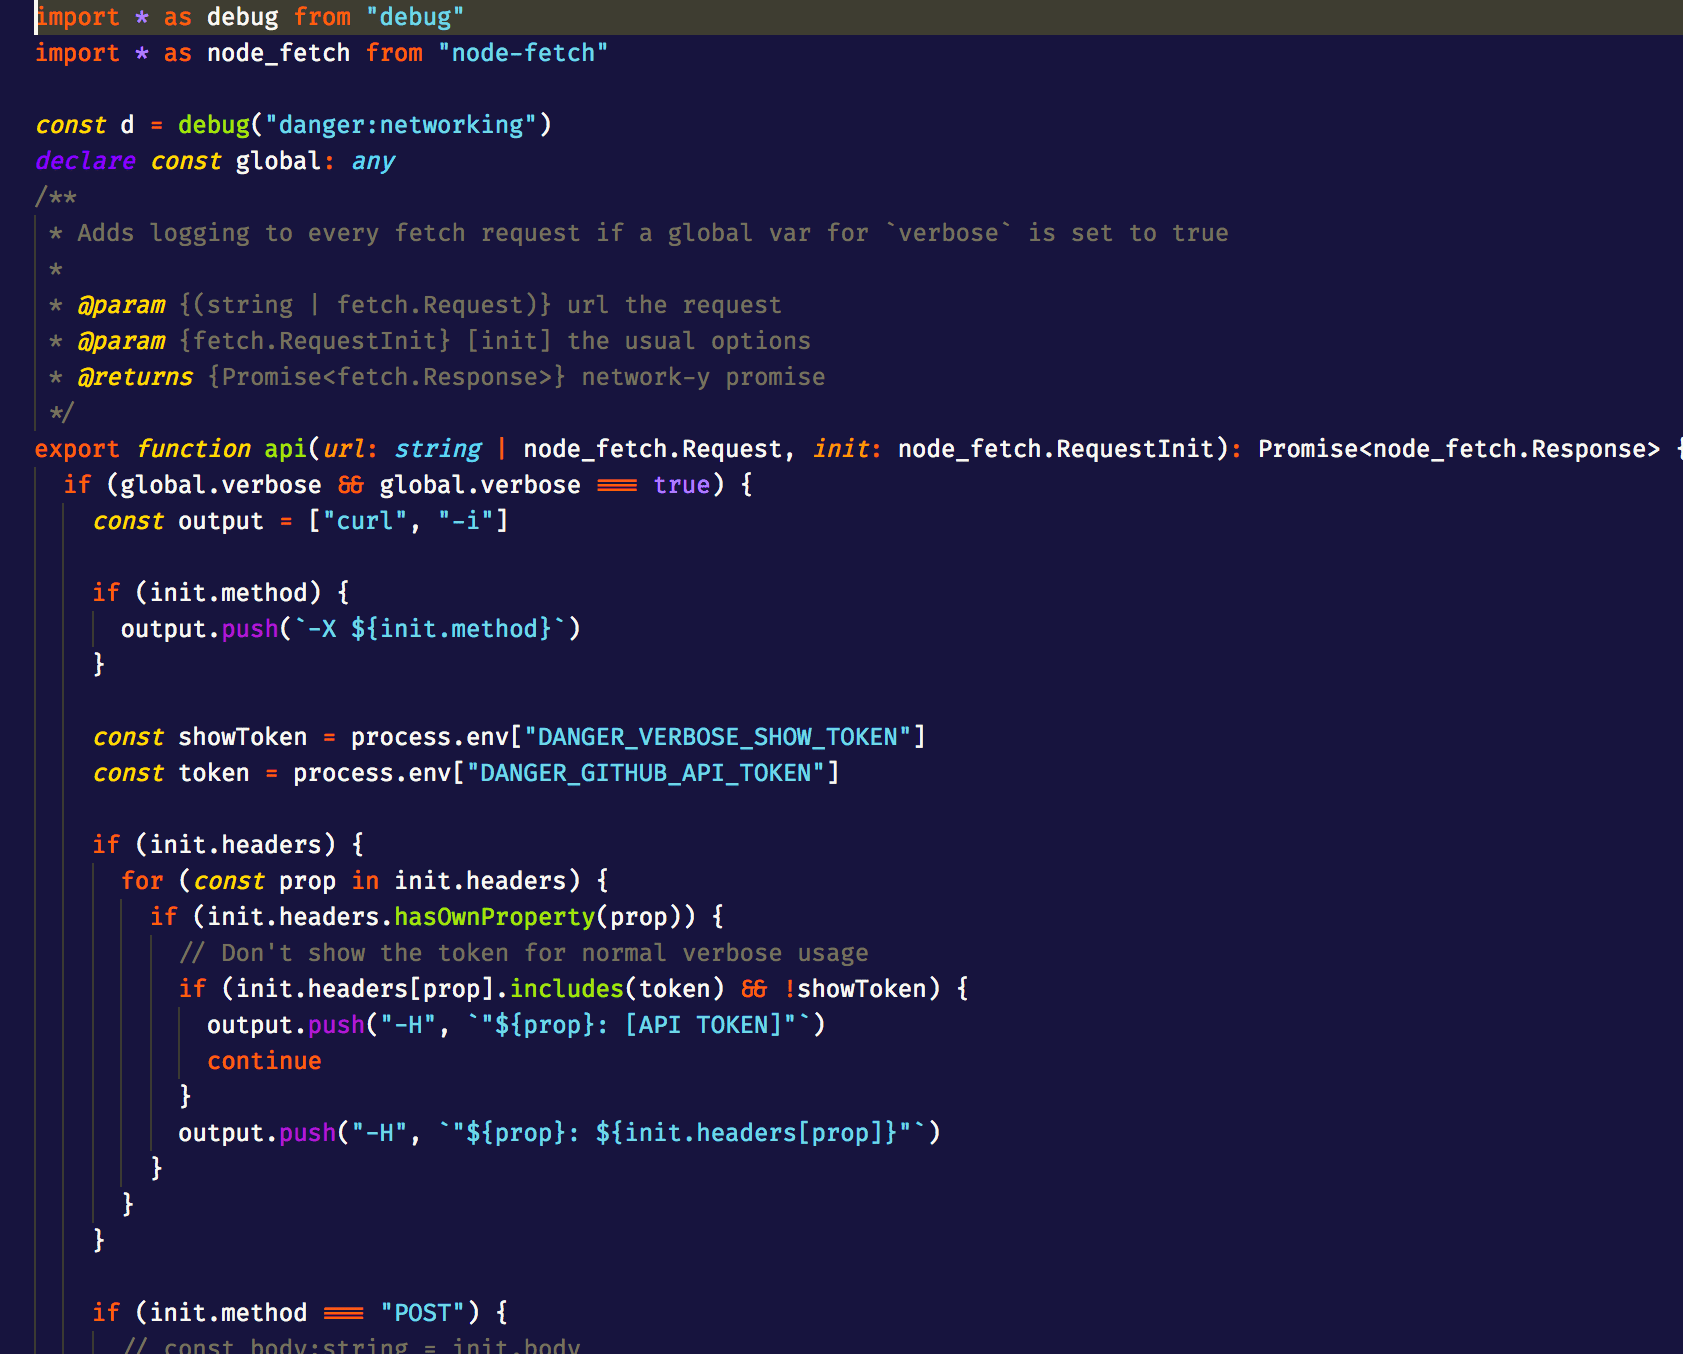 import * as debug from "debug"
import * as node_fetch from "node-fetch"

const d = debug("danger:networking")
declare const global: any
/**
 * Adds logging to every fetch request if a global var for `verbose` is set to true
 *
 * @param {(string | fetch.Request)} url the request
 * @param {fetch.RequestInit} [init] the usual options
 * @returns {Promise<fetch.Response>} network-y promise
 */
export function api(url: string | node_fetch.Request, init: node_fetch.RequestInit): Promise<node_fetch.Response> {
  if (global.verbose && global.verbose === true) {
    const output = ["curl", "-i"]

    if (init.method) {
      output.push(`-X ${init.method}`)
    }

    const showToken = process.env["DANGER_VERBOSE_SHOW_TOKEN"]
    const token = process.env["DANGER_GITHUB_API_TOKEN"]

    if (init.headers) {
      for (const prop in init.headers) {
        if (init.headers.hasOwnProperty(prop)) {
          // Don't show the token for normal verbose usage
          if (init.headers[prop].includes(token) && !showToken) {
            output.push("-H", `"${prop}: [API TOKEN]"`)
            continue
          }
          output.push("-H", `"${prop}: ${init.headers[prop]}"`)
        }
      }
    }

    if (init.method === "POST") {
      // const body:string = init.body